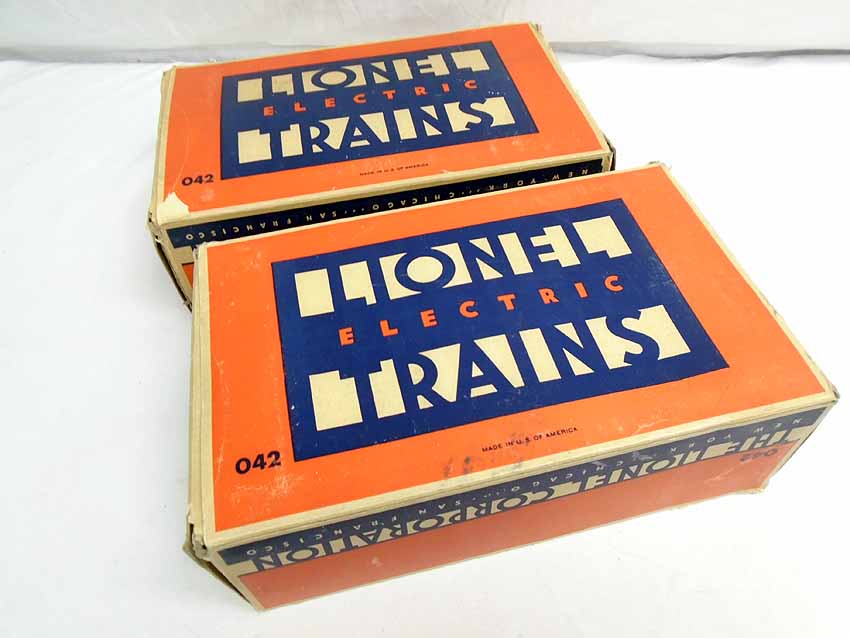 LIONEL
ELECTRIC
TRAINS
MADE IN U.S. OF AMERICA
042
NEW YORK...CHICAGO...SAN FRANCISCO
LIONEL
ELECTRIC
TRAINS
MADE IN U.S. OF AMERICA
042
NEW YORK...CHICAGO...SAN FRANCISCO
THE LIONEL CORPORATION
042